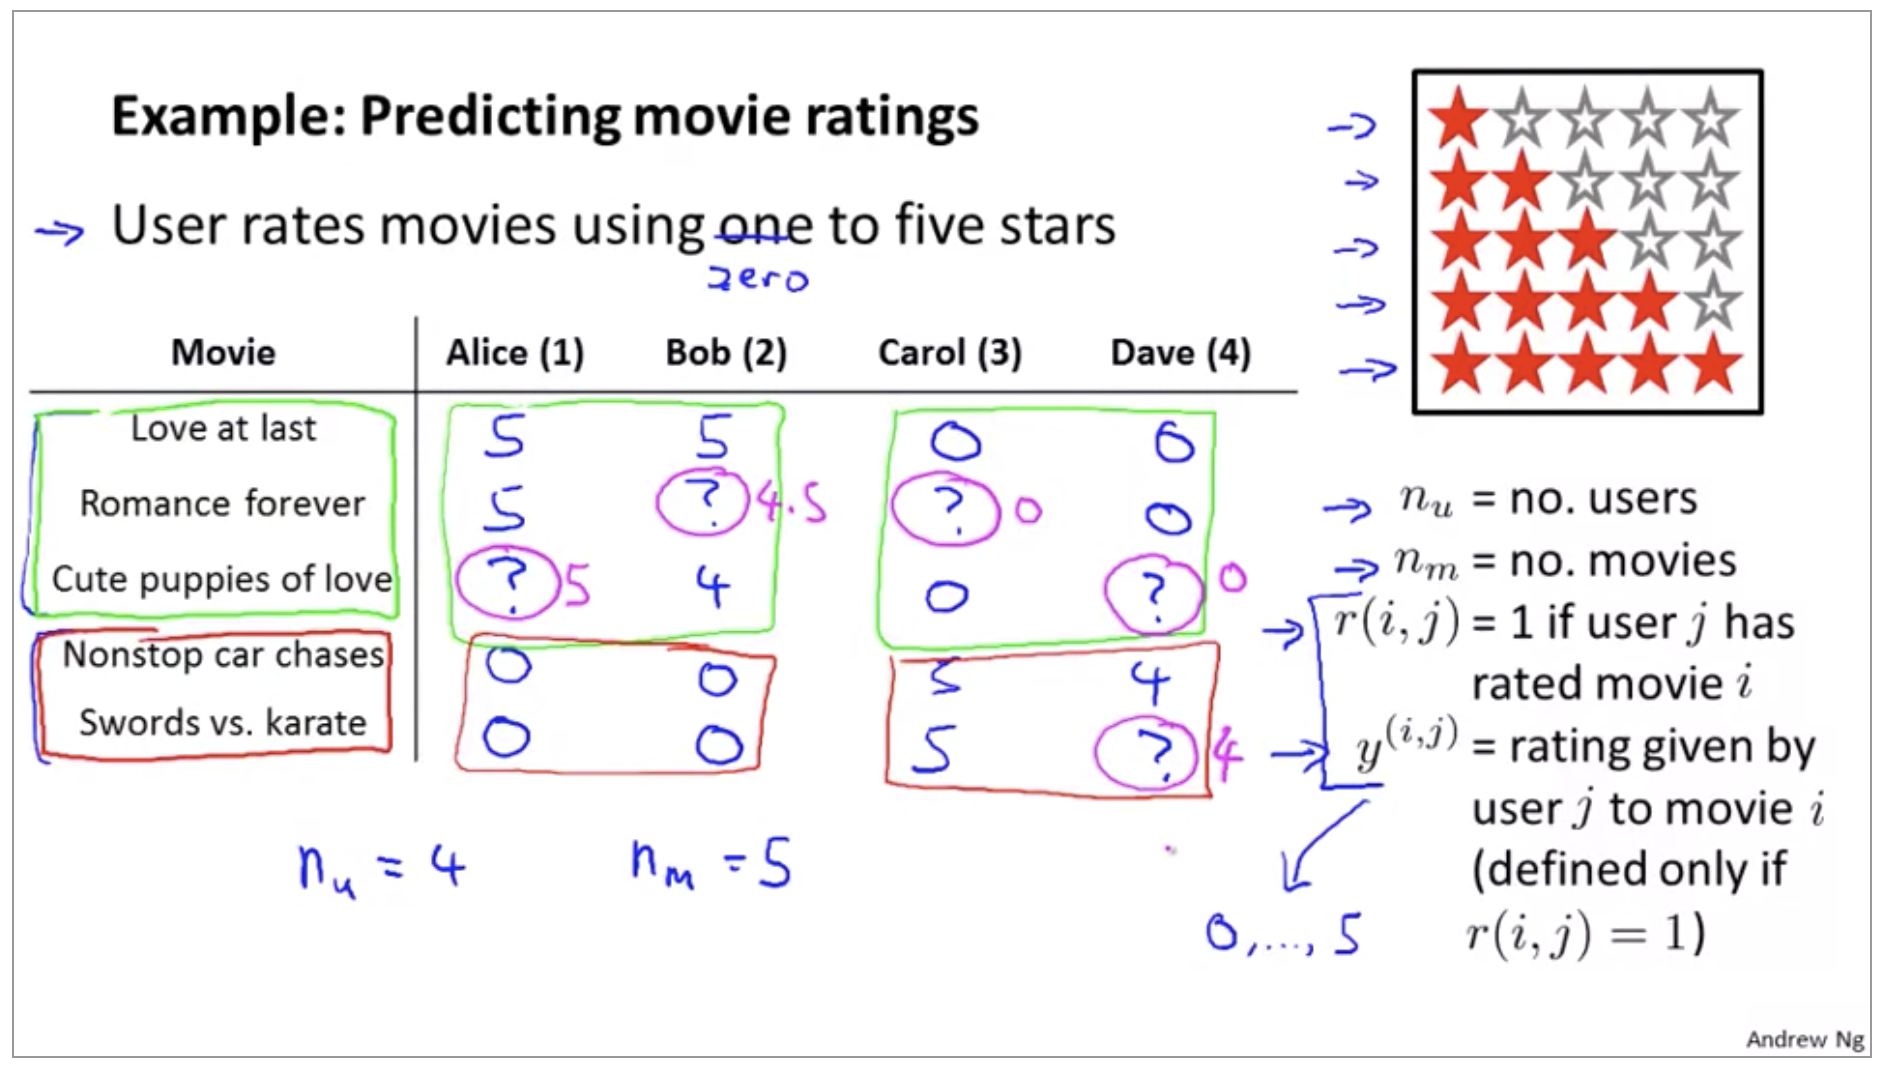 Example: Predicting movie ratings
→ User rates movies using one to five stars
zero
Movie Alice (1) Bob (2) Carol (3) Dave (4)
Love at last 5 5 0 0
Romance forever 5 ? 4.5 ? 0 0
Cute puppies of love ? 5 4 0 ? 0
Nonstop car chases 0 0 5 4
Swords vs. karate 0 0 5 ? 4
n_u = 4 n_m = 5
→ n_u = no. users
→ n_m = no. movies
→ r(i, j) = 1 if user j has
rated movie i
→ y^(i,j) = rating given by
user j to movie i
(defined only if
r(i, j) = 1)
0, ..., 5
Andrew Ng